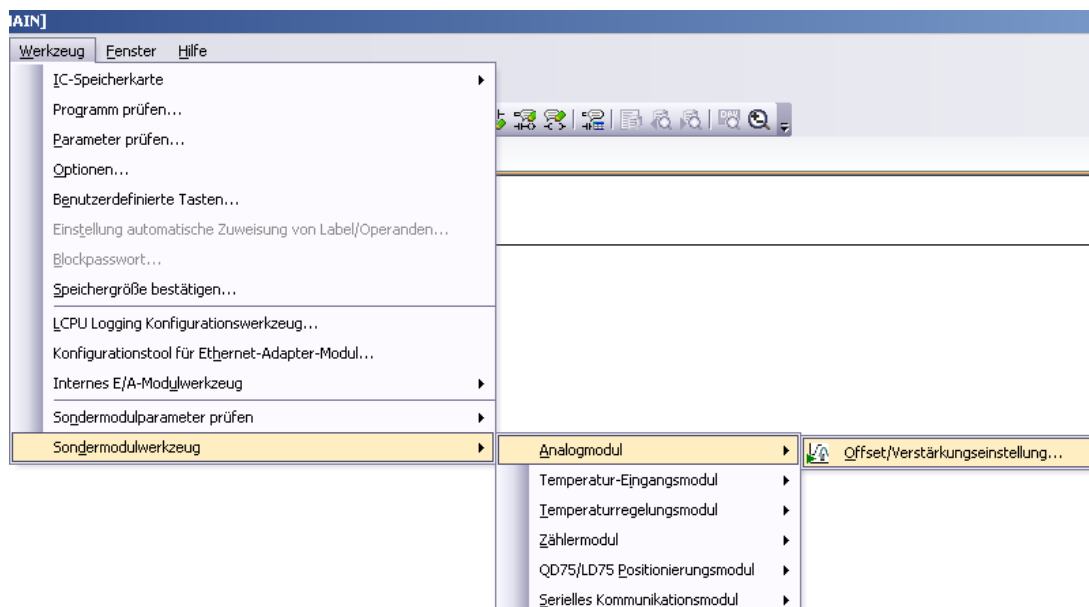 MAIN]
Werkzeug Fenster Hilfe
IC-Speicherkarte
Programm prüfen...
Parameter prüfen...
Optionen...
Benutzerdefinierte Tasten...
Einstellung automatische Zuweisung von Label/Operanden...
Blockpasswort...
Speichergröße bestätigen...
LCPU Logging Konfigurationswerkzeug...
Konfigurationstool für Ethernet-Adapter-Modul...
Internes E/A-Modulwerkzeug
Sondermodulparameter prüfen
Sondermodulwerkzeug
Analogmodul
Offset/Verstärkungseinstellung...
Temperatur-Eingangsmodul
Temperaturregelungsmodul
Zählermodul
QD75/LD75 Positionierungsmodul
Serielles Kommunikationsmodul